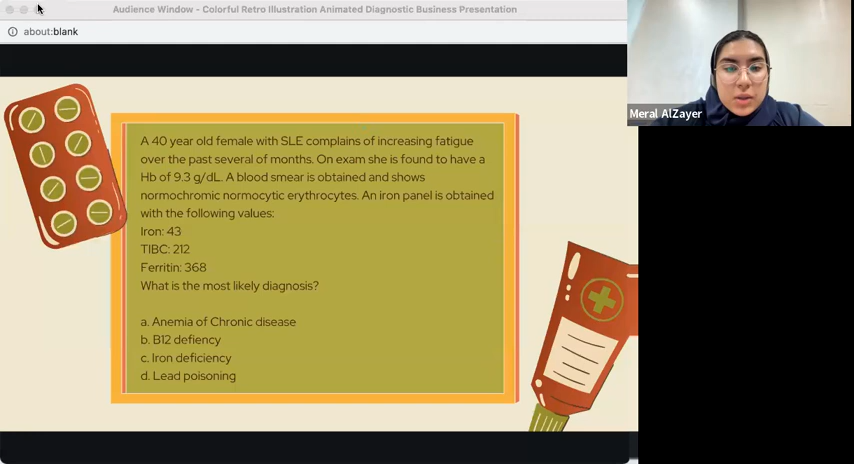 Audience Window - Colorful Retro Illustration Animated Diagnostic Business Presentation
about:blank
A 40 year old female with SLE complains of increasing fatigue
over the past several of months. On exam she is found to have a
Hb of 9.3 g/dL. A blood smear is obtained and shows
normochromic normocytic erythrocytes. An iron panel is obtained
with the following values:
Iron: 43
TIBC: 212
Ferritin: 368
What is the most likely diagnosis?
a. Anemia of Chronic disease
b. B12 defiency
c. Iron deficiency
d. Lead poisoning
Meral AlZayer